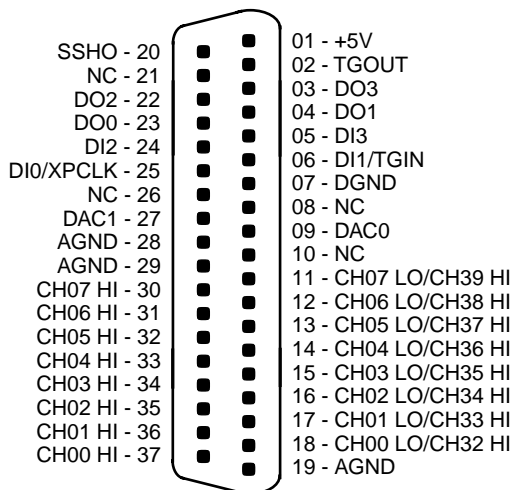 SSHO - 20
NC - 21
DO2 - 22
DO0 - 23
DI2 - 24
DI0/XPCLK - 25
NC - 26
DAC1 - 27
AGND - 28
AGND - 29
CH07 HI - 30
CH06 HI - 31
CH05 HI - 32
CH04 HI - 33
CH03 HI - 34
CH02 HI - 35
CH01 HI - 36
CH00 HI - 37
01 - +5V
02 - TGOUT
03 - DO3
04 - DO1
05 - DI3
06 - DI1/TGIN
07 - DGND
08 - NC
09 - DAC0
10 - NC
11 - CH07 LO/CH39 HI
12 - CH06 LO/CH38 HI
13 - CH05 LO/CH37 HI
14 - CH04 LO/CH36 HI
15 - CH03 LO/CH35 HI
16 - CH02 LO/CH34 HI
17 - CH01 LO/CH33 HI
18 - CH00 LO/CH32 HI
19 - AGND